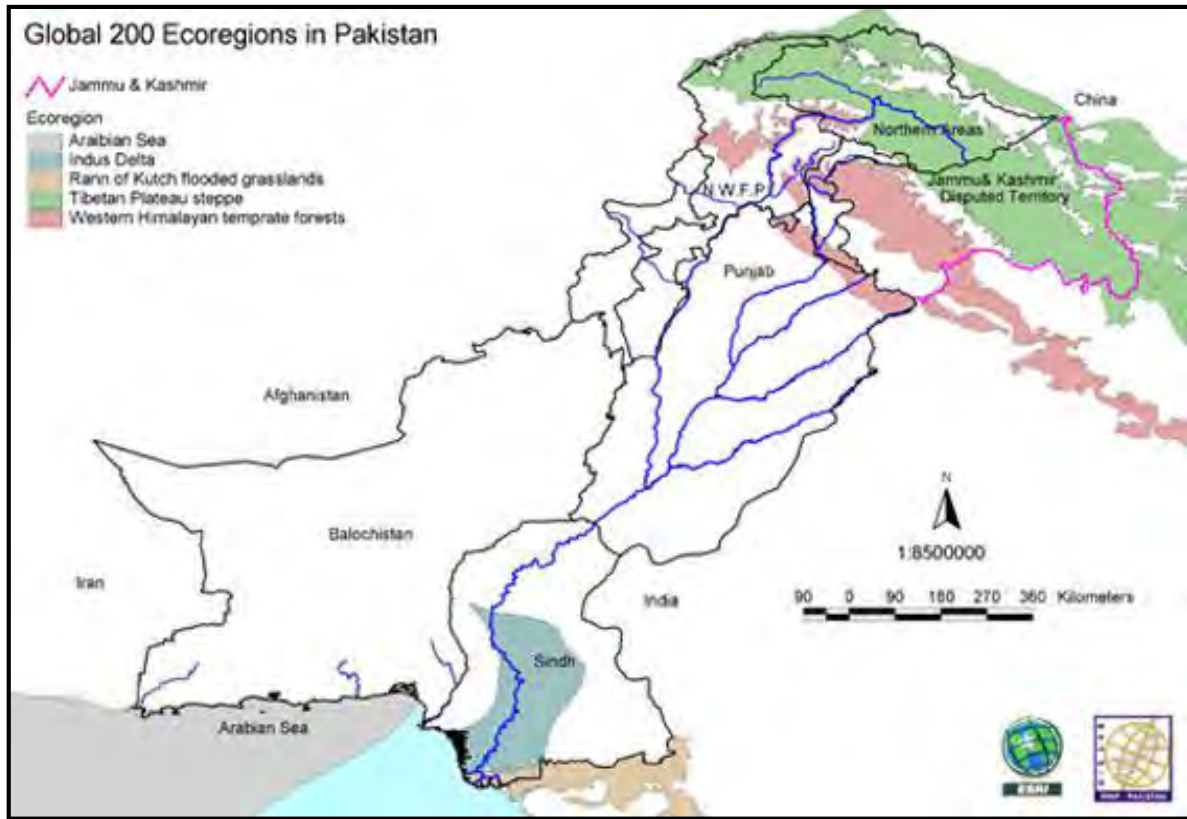 Global 200 Ecoregions in Pakistan
Jammu & Kashmir
Ecoregion
Araibian Sea
Indus Delta
Rann of Kutch flooded grasslands
Tibetan Plateau steppe
Western Himalayan temprate forests
China
Northern Areas
N.W.F.P
Jammu& Kashmir
Disputed Territory
Punjab
Afghanistan
Balochistan
Iran
India
Sindh
Arabian Sea
N
1:8500000
90 0 90 180 270 360 Kilometers
ESRI